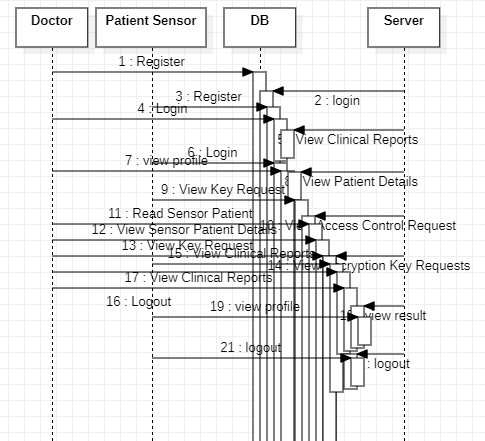 Doctor
Patient Sensor
DB
Server
1 : Register
3 : Register
2 : login
4 : Login
View Clinical Reports
6 : Login
7 : view profile
View Patient Details
9 : View Key Request
11 : Read Sensor Patient
Access Control Request
12 : View Sensor Patient Details
13 : View Key Request
15 : View Clinical Reports
14 : View cryption Key Requests
17 : View Clinical Reports
16 : Logout
19 : view profile
view result
21 : logout
: logout